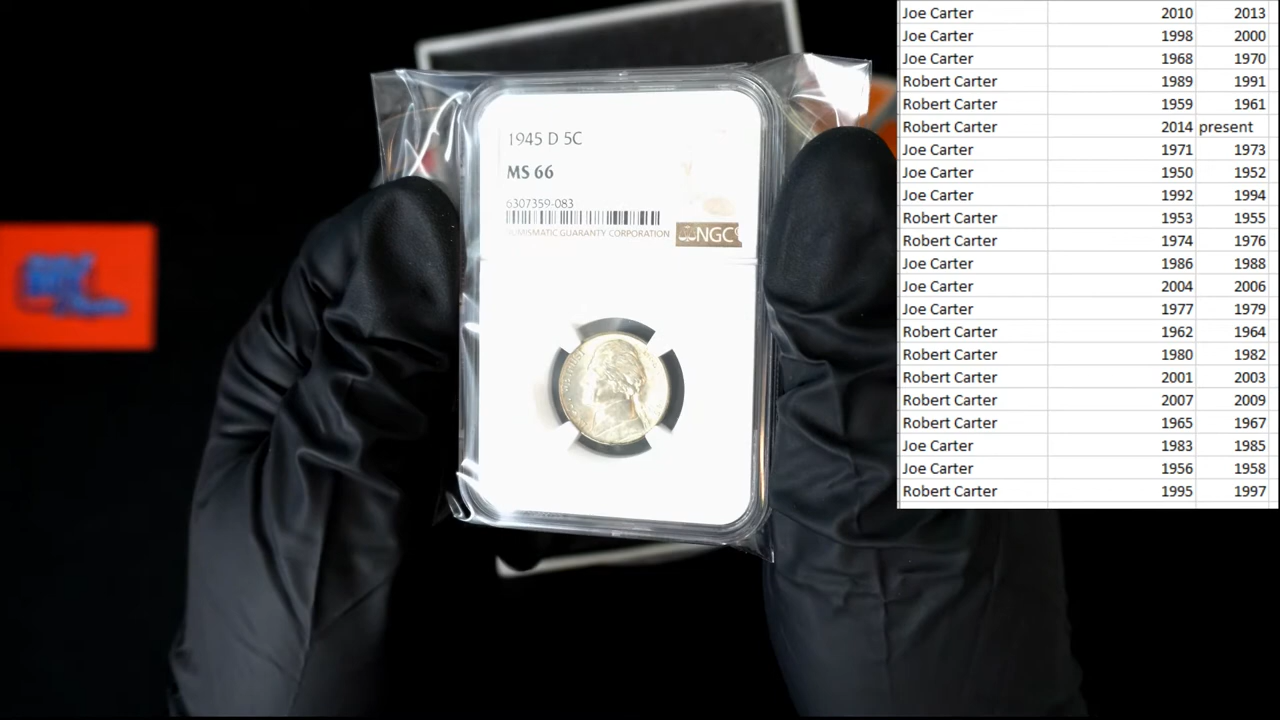 1945 D 5C
MS 66
6307359-083
NUMISMATIC GUARANTY CORPORATION
NGC
Joe Carter 2010 2013
Joe Carter 1998 2000
Joe Carter 1968 1970
Robert Carter 1989 1991
Robert Carter 1959 1961
Robert Carter 2014 present
Joe Carter 1971 1973
Joe Carter 1950 1952
Joe Carter 1992 1994
Robert Carter 1953 1955
Robert Carter 1974 1976
Joe Carter 1986 1988
Joe Carter 2004 2006
Joe Carter 1977 1979
Robert Carter 1962 1964
Robert Carter 1980 1982
Robert Carter 2001 2003
Robert Carter 2007 2009
Robert Carter 1965 1967
Joe Carter 1983 1985
Joe Carter 1956 1958
Robert Carter 1995 1997